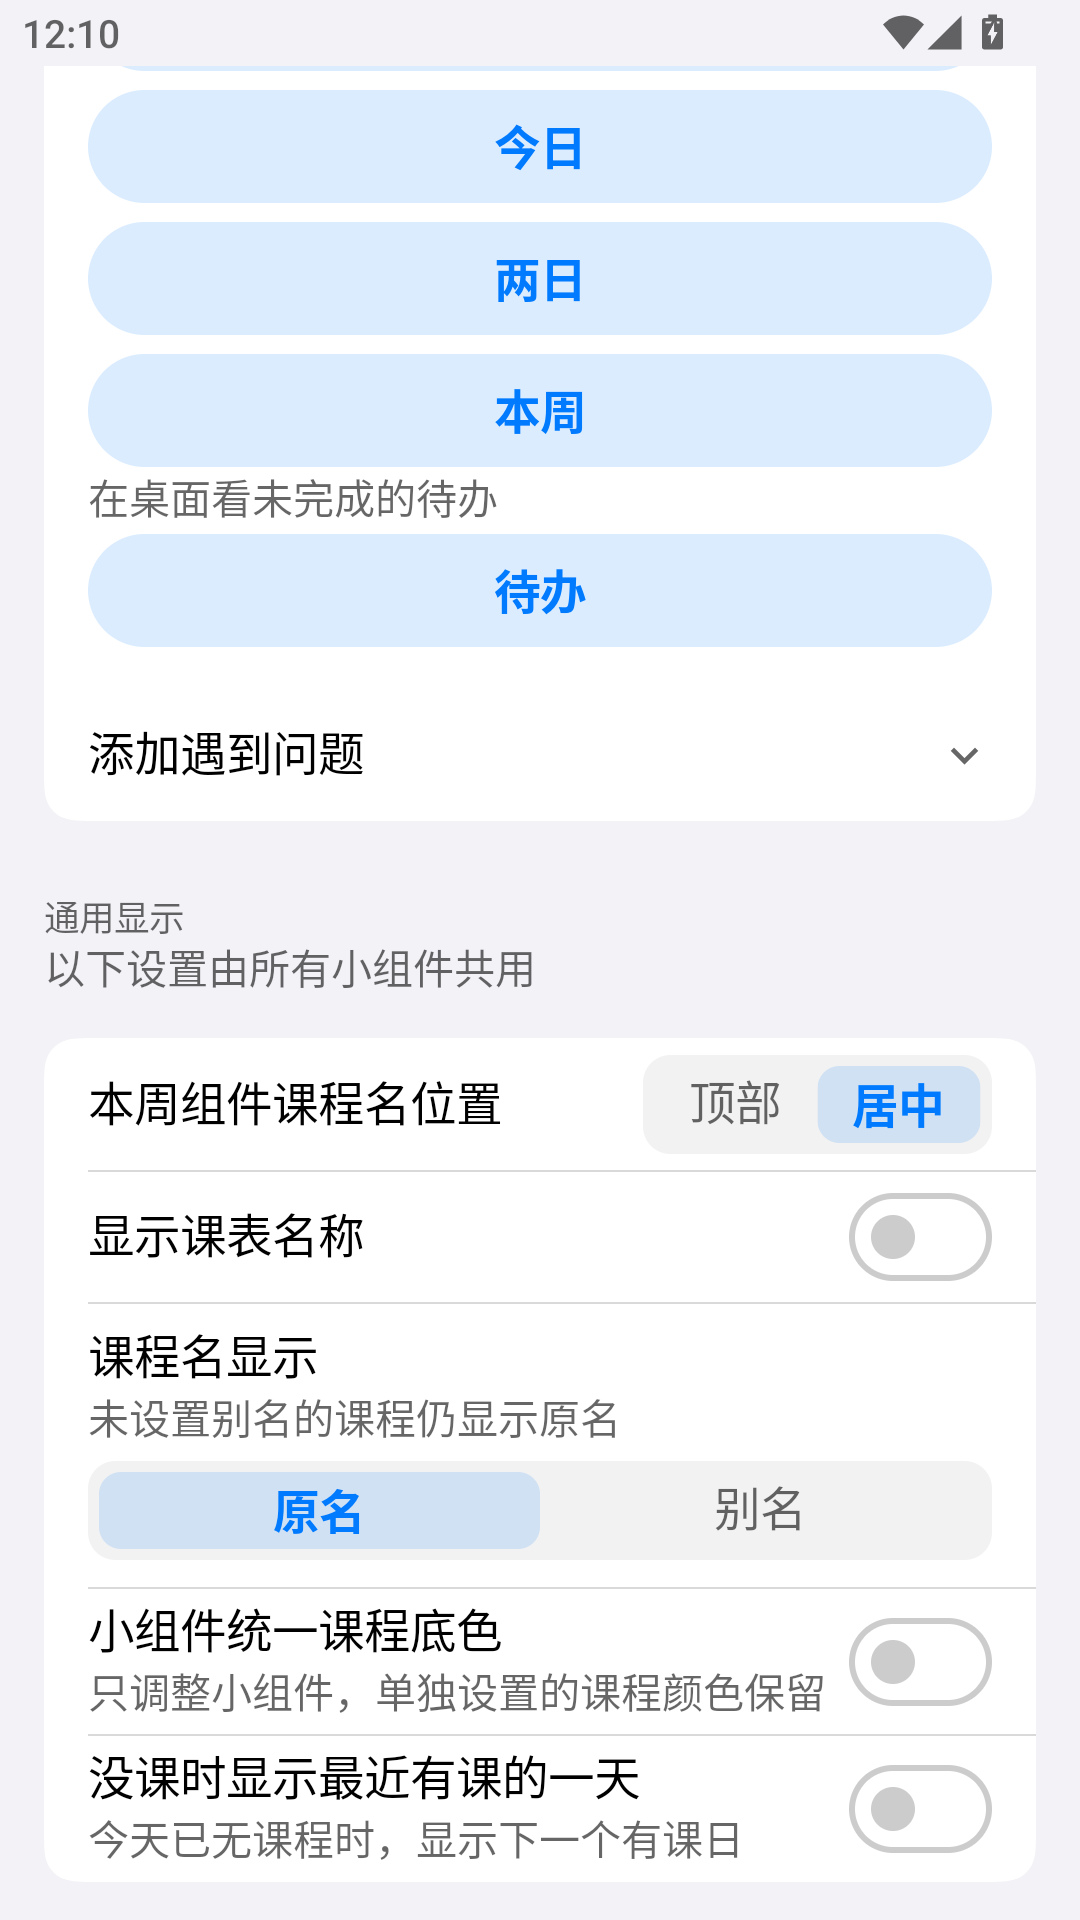 12:10
今日
两日
本周
在桌面看未完成的待办
待办
添加遇到问题
通用显示
以下设置由所有小组件共用
本周组件课程名位置
顶部
居中
显示课表名称
课程名显示
未设置别名的课程仍显示原名
原名
别名
小组件统一课程底色
只调整小组件，单独设置的课程颜色保留
没课时显示最近有课的一天
今天已无课程时，显示下一个有课日